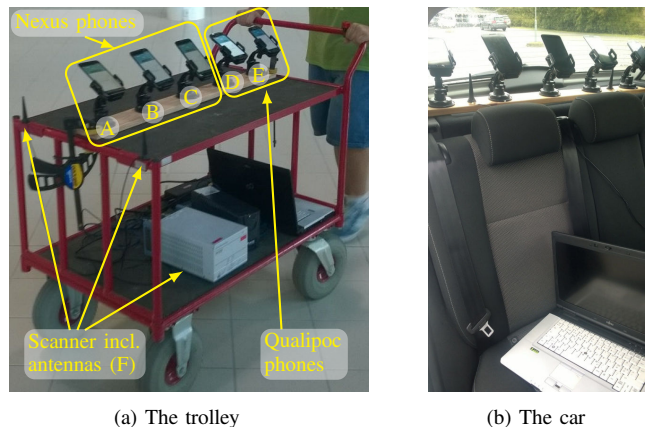 Nexus phones
A
B
C
D
E
Scanner incl.
antennas (F)
Qualipoc
phones
(a) The trolley
(b) The car